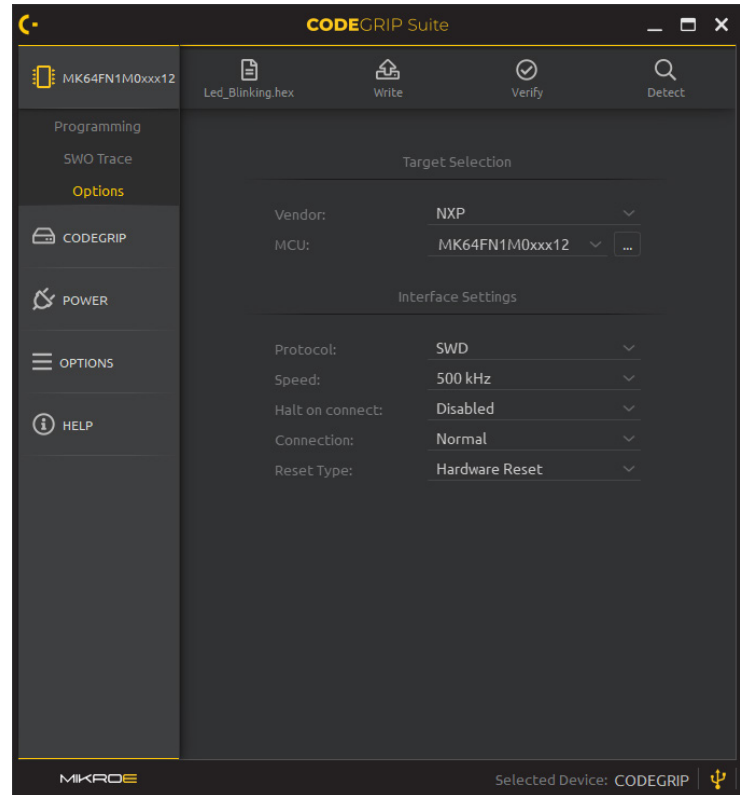 CODEGRIP Suite
MK64FN1M0xxx12
Led_Blinking.hex Write Verify Detect
Programming
SWO Trace
Options
CODEGRIP
POWER
OPTIONS
HELP
Target Selection
Vendor: NXP
MCU: MK64FN1M0xxx12 ...
Interface Settings
Protocol: SWD
Speed: 500 kHz
Halt on connect: Disabled
Connection: Normal
Reset Type: Hardware Reset
MIKROE
Selected Device: CODEGRIP